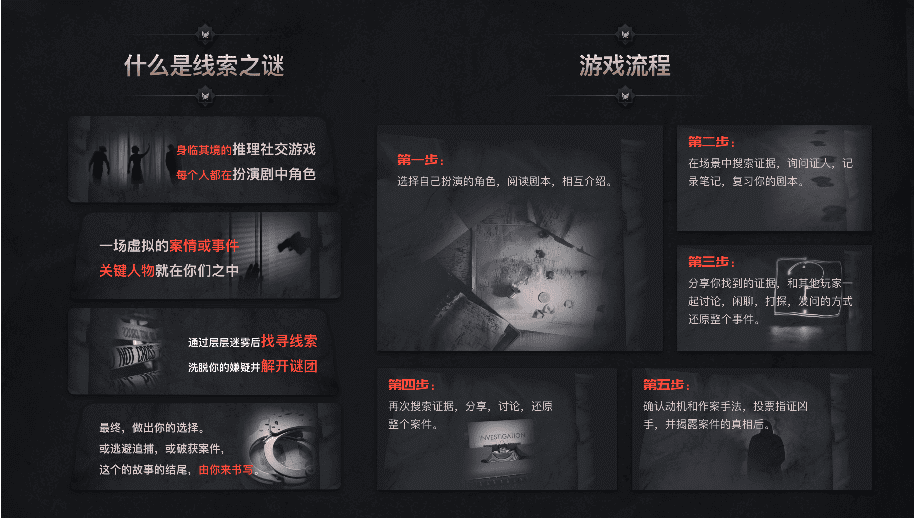 什么是线索之谜
身临其境的推理社交游戏
每个人都在扮演剧中角色
一场虚拟的案情或事件
关键人物就在你们之中
通过层层迷雾后找寻线索
洗脱你的嫌疑并解开谜团
最终，做出你的选择。
或逃避追捕，或破获案件，
这个的故事的结尾，由你来书写。
游戏流程
第一步：
选择自己扮演的角色，阅读剧本，相互介绍。
第二步：
在场景中搜索证据，询问证人，记
录笔记，复习你的剧本。
第三步：
分享你找到的证据，和其他玩家一
起讨论，闲聊，打探，发问的方式
还原整个事件。
第四步：
再次搜索证据，分享，讨论，还原
整个案件。
INVESTIGATION
第五步：
确认动机和作案手法，投票指证凶
手，并揭露案件的真相后。